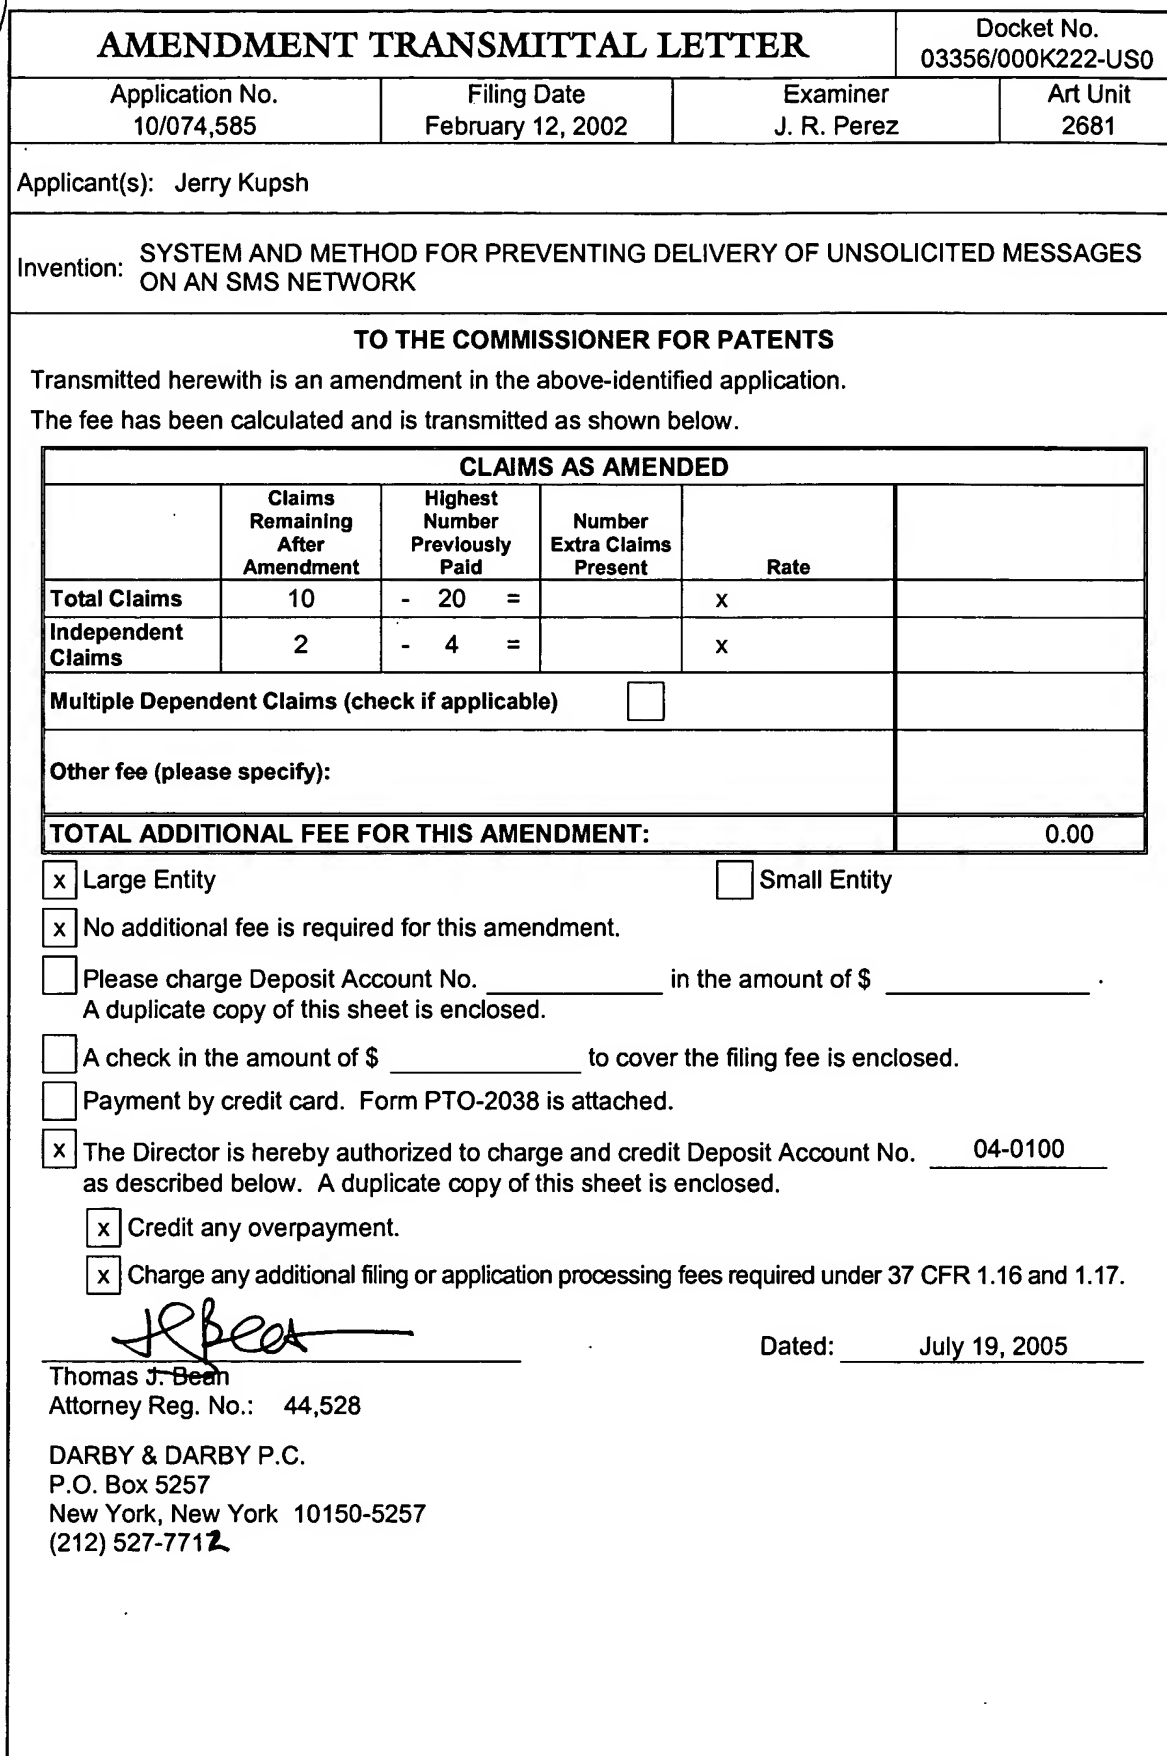 AMENDMENT TRANSMITTAL LETTER
Docket No.
03356/000K222-US0
Application No.
10/074,585
Filing Date
February 12, 2002
Examiner
J. R. Perez
Art Unit
2681
Applicant(s): Jerry Kupsh
Invention: SYSTEM AND METHOD FOR PREVENTING DELIVERY OF UNSOLICITED MESSAGES
ON AN SMS NETWORK
TO THE COMMISSIONER FOR PATENTS
Transmitted herewith is an amendment in the above-identified application.
The fee has been calculated and is transmitted as shown below.
CLAIMS AS AMENDED
Claims
Remaining
After
Amendment
Highest
Number
Previously
Paid
Number
Extra Claims
Present
Rate
Total Claims 10 - 20 = x
Independent
Claims 2 - 4 = x
Multiple Dependent Claims (check if applicable)
Other fee (please specify):
TOTAL ADDITIONAL FEE FOR THIS AMENDMENT: 0.00
x Large Entity Small Entity
x No additional fee is required for this amendment.
Please charge Deposit Account No. in the amount of $ .
A duplicate copy of this sheet is enclosed.
A check in the amount of $ to cover the filing fee is enclosed.
Payment by credit card. Form PTO-2038 is attached.
x The Director is hereby authorized to charge and credit Deposit Account No. 04-0100
as described below. A duplicate copy of this sheet is enclosed.
x Credit any overpayment.
x Charge any additional filing or application processing fees required under 37 CFR 1.16 and 1.17.
Dated: July 19, 2005
Thomas J. Bean
Attorney Reg. No.: 44,528
DARBY & DARBY P.C.
P.O. Box 5257
New York, New York 10150-5257
(212) 527-7712